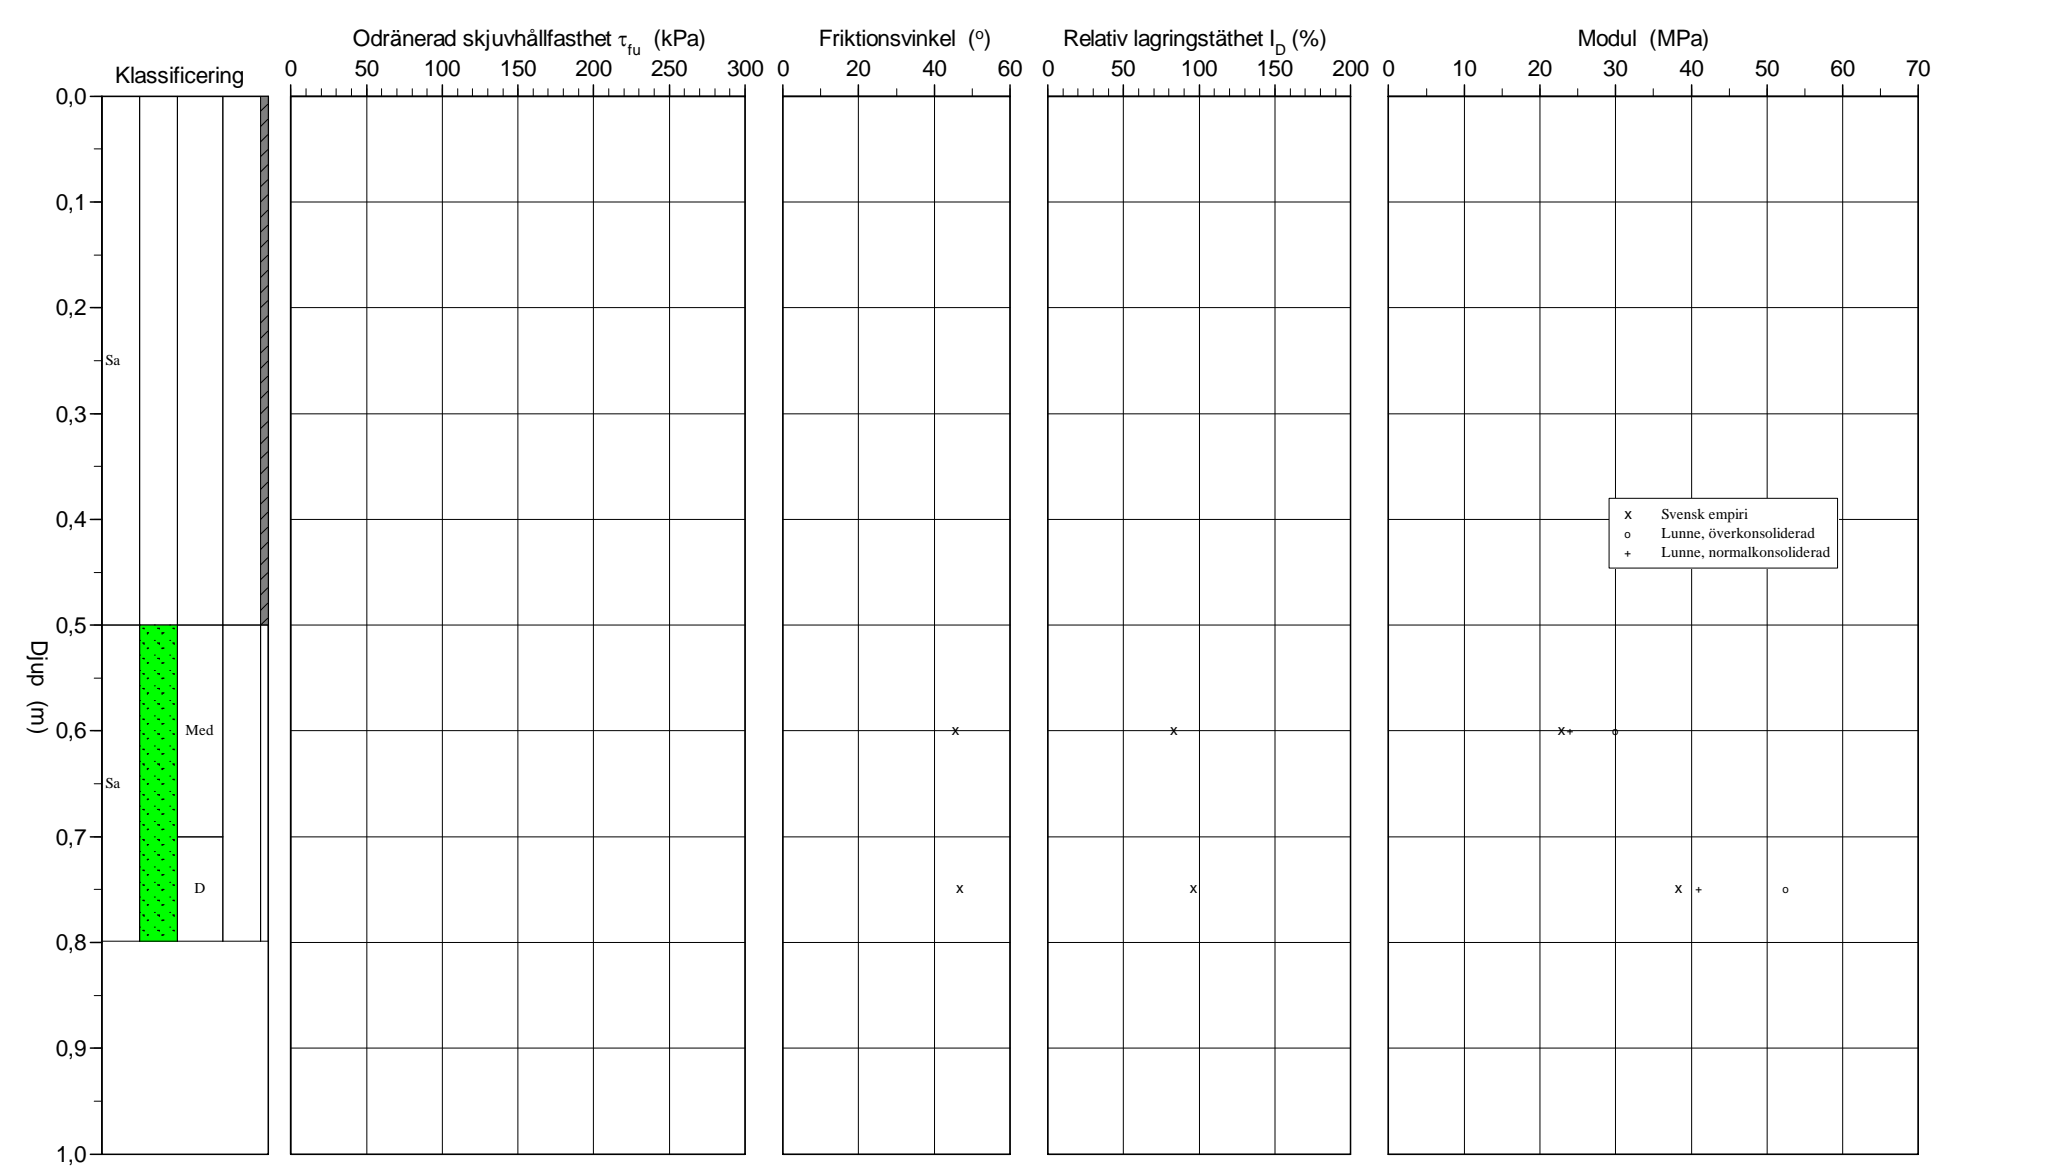 Odränerad skjuvhållfasthet τfu (kPa)
Friktionsvinkel (°)
Relativ lagringstäthet ID (%)
Modul (MPa)
Klassificering
0 50 100 150 200 250 300
0 20 40 60
0 50 100 150 200
0 10 20 30 40 50 60 70
0,0
0,1
0,2
Sa
0,3
0,4
x Svensk empiri
o Lunne, överkonsoliderad
+ Lunne, normalkonsoliderad
0,5
Djup (m)
0,6
Med
Sa
0,7
D
0,8
0,9
1,0